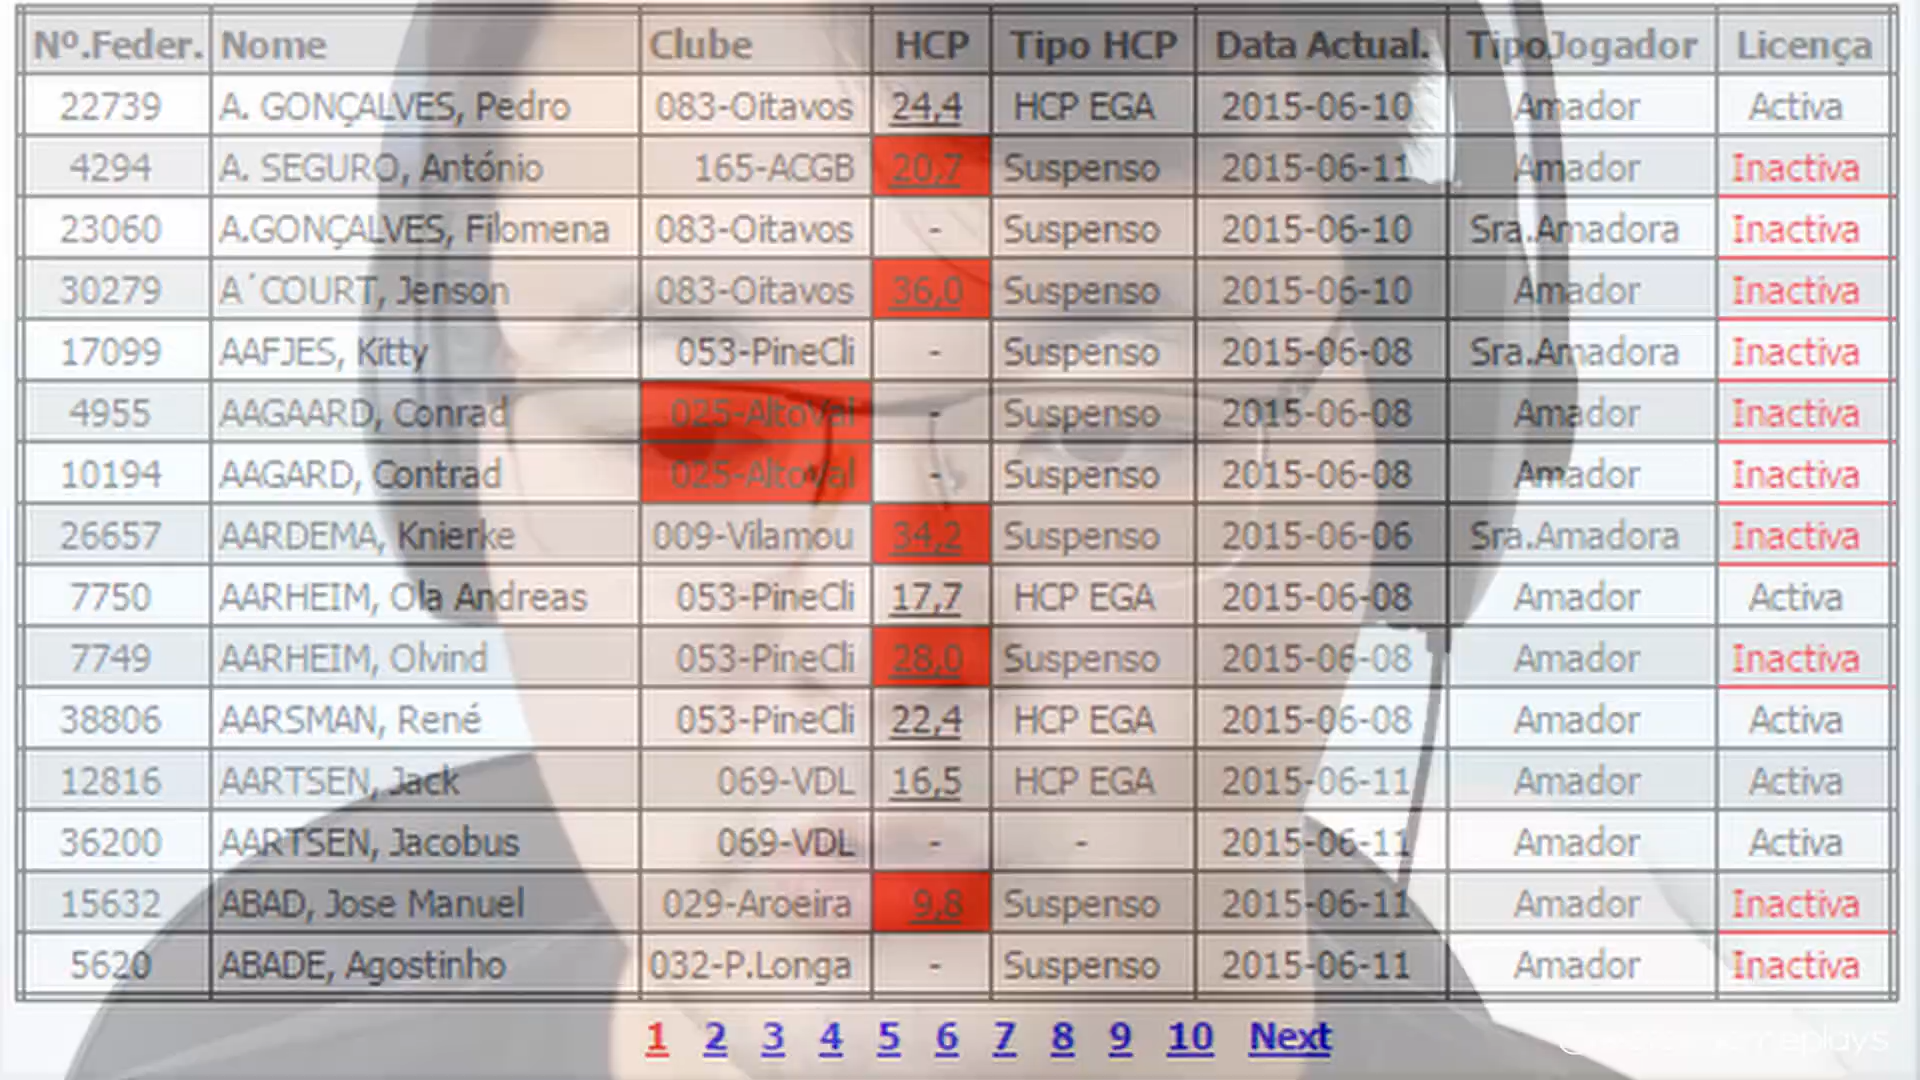 Nº.Feder. Nome Clube HCP Tipo HCP Data Actual. TipoJogador Licença
22739 A. GONÇALVES, Pedro 083-Oitavos 24,4 HCP EGA 2015-06-10 Amador Activa
4294 A. SEGURO, António 165-ACGB 20,7 Suspenso 2015-06-11 Amador Inactiva
23060 A.GONÇALVES, Filomena 083-Oitavos - Suspenso 2015-06-10 Sra.Amadora Inactiva
30279 A´COURT, Jenson 083-Oitavos 36,0 Suspenso 2015-06-10 Amador Inactiva
17099 AAFJES, Kitty 053-PineCli - Suspenso 2015-06-08 Sra.Amadora Inactiva
4955 AAGAARD, Conrad 025-AltoVal - Suspenso 2015-06-08 Amador Inactiva
10194 AAGARD, Contrad 025-AltoVal - Suspenso 2015-06-08 Amador Inactiva
26657 AARDEMA, Knierke 009-Vilamou 34,2 Suspenso 2015-06-06 Sra.Amadora Inactiva
7750 AARHEIM, Ola Andreas 053-PineCli 17,7 HCP EGA 2015-06-08 Amador Activa
7749 AARHEIM, Olvind 053-PineCli 28,0 Suspenso 2015-06-08 Amador Inactiva
38806 AARSMAN, René 053-PineCli 22,4 HCP EGA 2015-06-08 Amador Activa
12816 AARTSEN, Jack 069-VDL 16,5 HCP EGA 2015-06-11 Amador Activa
36200 AARTSEN, Jacobus 069-VDL - - 2015-06-11 Amador Activa
15632 ABAD, Jose Manuel 029-Aroeira 9,8 Suspenso 2015-06-11 Amador Inactiva
5620 ABADE, Agostinho 032-P.Longa - Suspenso 2015-06-11 Amador Inactiva
1 2 3 4 5 6 7 8 9 10 Next